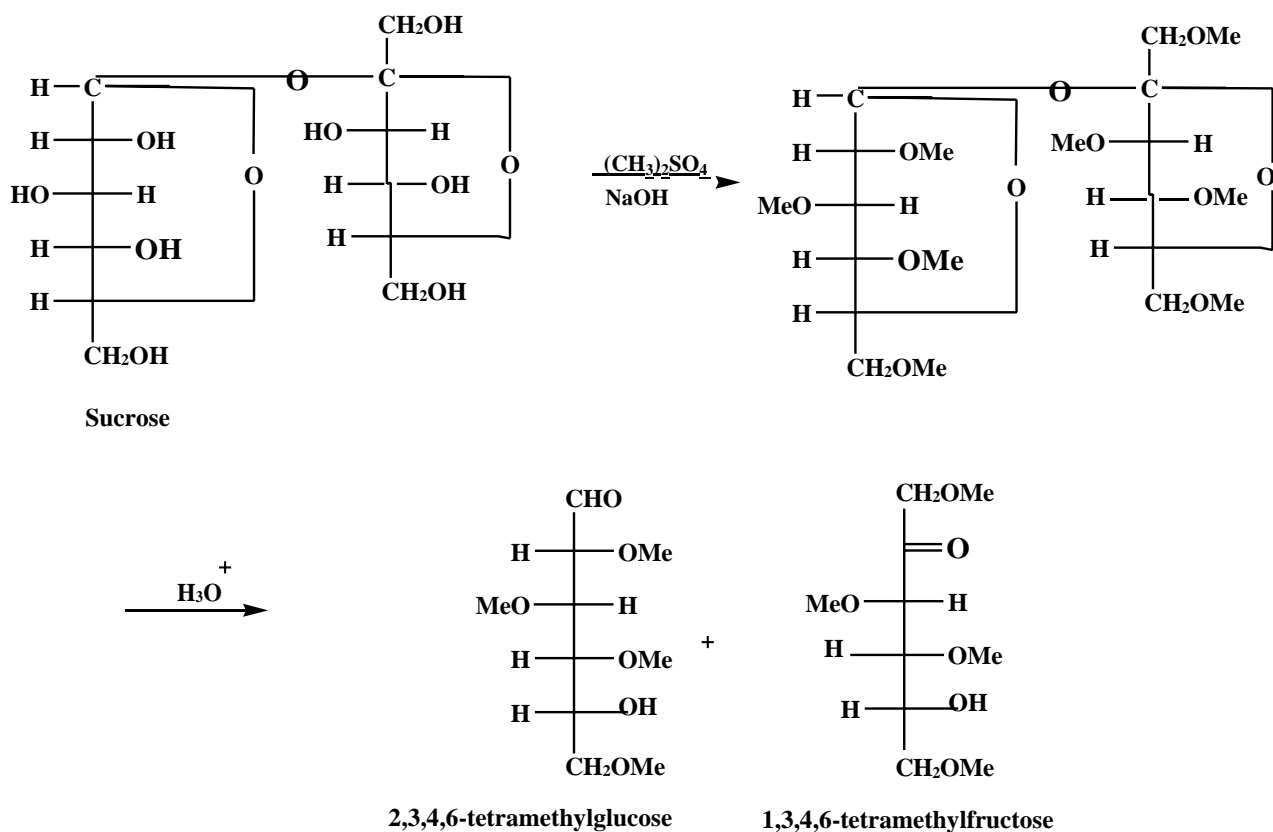 CH₂OH
CH₂OH
H C O C
H OH HO H
HO H O H OH O
H OH H
H CH₂OH
CH₂OH
Sucrose
(CH₃)₂SO₄
NaOH
CH₂OMe
H C O C
H OMe MeO H
MeO H O H OMe O
H OMe H
H CH₂OMe
CH₂OMe
H₃O+
CHO
H OMe
MeO H
H OMe
H OH
CH₂OMe
2,3,4,6-tetramethylglucose
+
CH₂OMe
O
MeO H
H OMe
H OH
CH₂OMe
1,3,4,6-tetramethylfructose